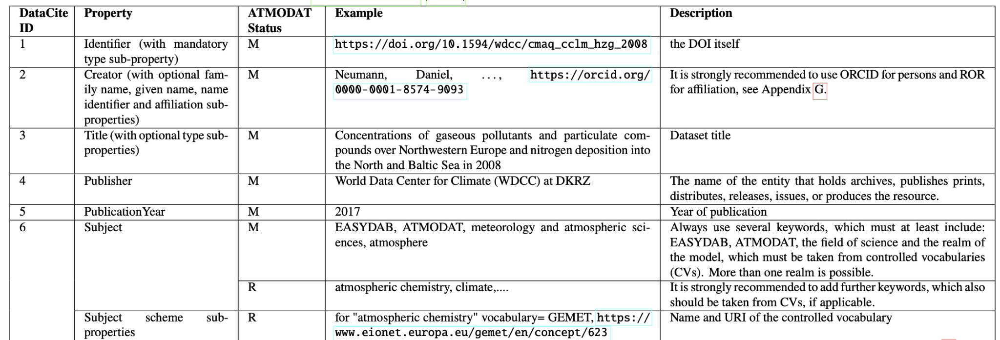 DataCite ID | Property | ATMODAT Status | Example | Description
1 | Identifier (with mandatory type sub-property) | M | https://doi.org/10.1594/wdcc/cmaq_cclm_hzg_2008 | the DOI itself
2 | Creator (with optional family name, given name, name identifier and affiliation sub-properties) | M | Neumann, Daniel, ..., https://orcid.org/0000-0001-8574-9093 | It is strongly recommended to use ORCID for persons and ROR for affiliation, see Appendix G.
3 | Title (with optional type sub-properties) | M | Concentrations of gaseous pollutants and particulate compounds over Northwestern Europe and nitrogen deposition into the North and Baltic Sea in 2008 | Dataset title
4 | Publisher | M | World Data Center for Climate (WDCC) at DKRZ | The name of the entity that holds archives, publishes prints, distributes, releases, issues, or produces the resource.
5 | PublicationYear | M | 2017 | Year of publication
6 | Subject | M | EASYDAB, ATMODAT, meteorology and atmospheric sciences, atmosphere | Always use several keywords, which must at least include: EASYDAB, ATMODAT, the field of science and the realm of the model, which must be taken from controlled vocabularies (CVs). More than one realm is possible.
R | atmospheric chemistry, climate,.... | It is strongly recommended to add further keywords, which also should be taken from CVs, if applicable.
Subject scheme sub-properties | R | for "atmospheric chemistry" vocabulary= GEMET, https://www.eionet.europa.eu/gemet/en/concept/623 | Name and URI of the controlled vocabulary